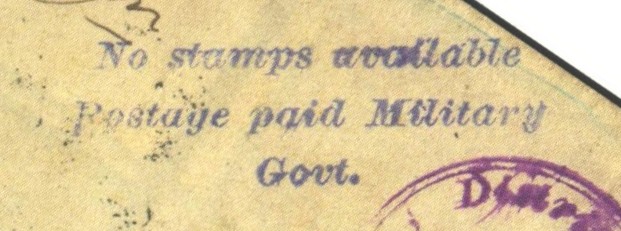 No stamps available
Postage paid Military
Govt.